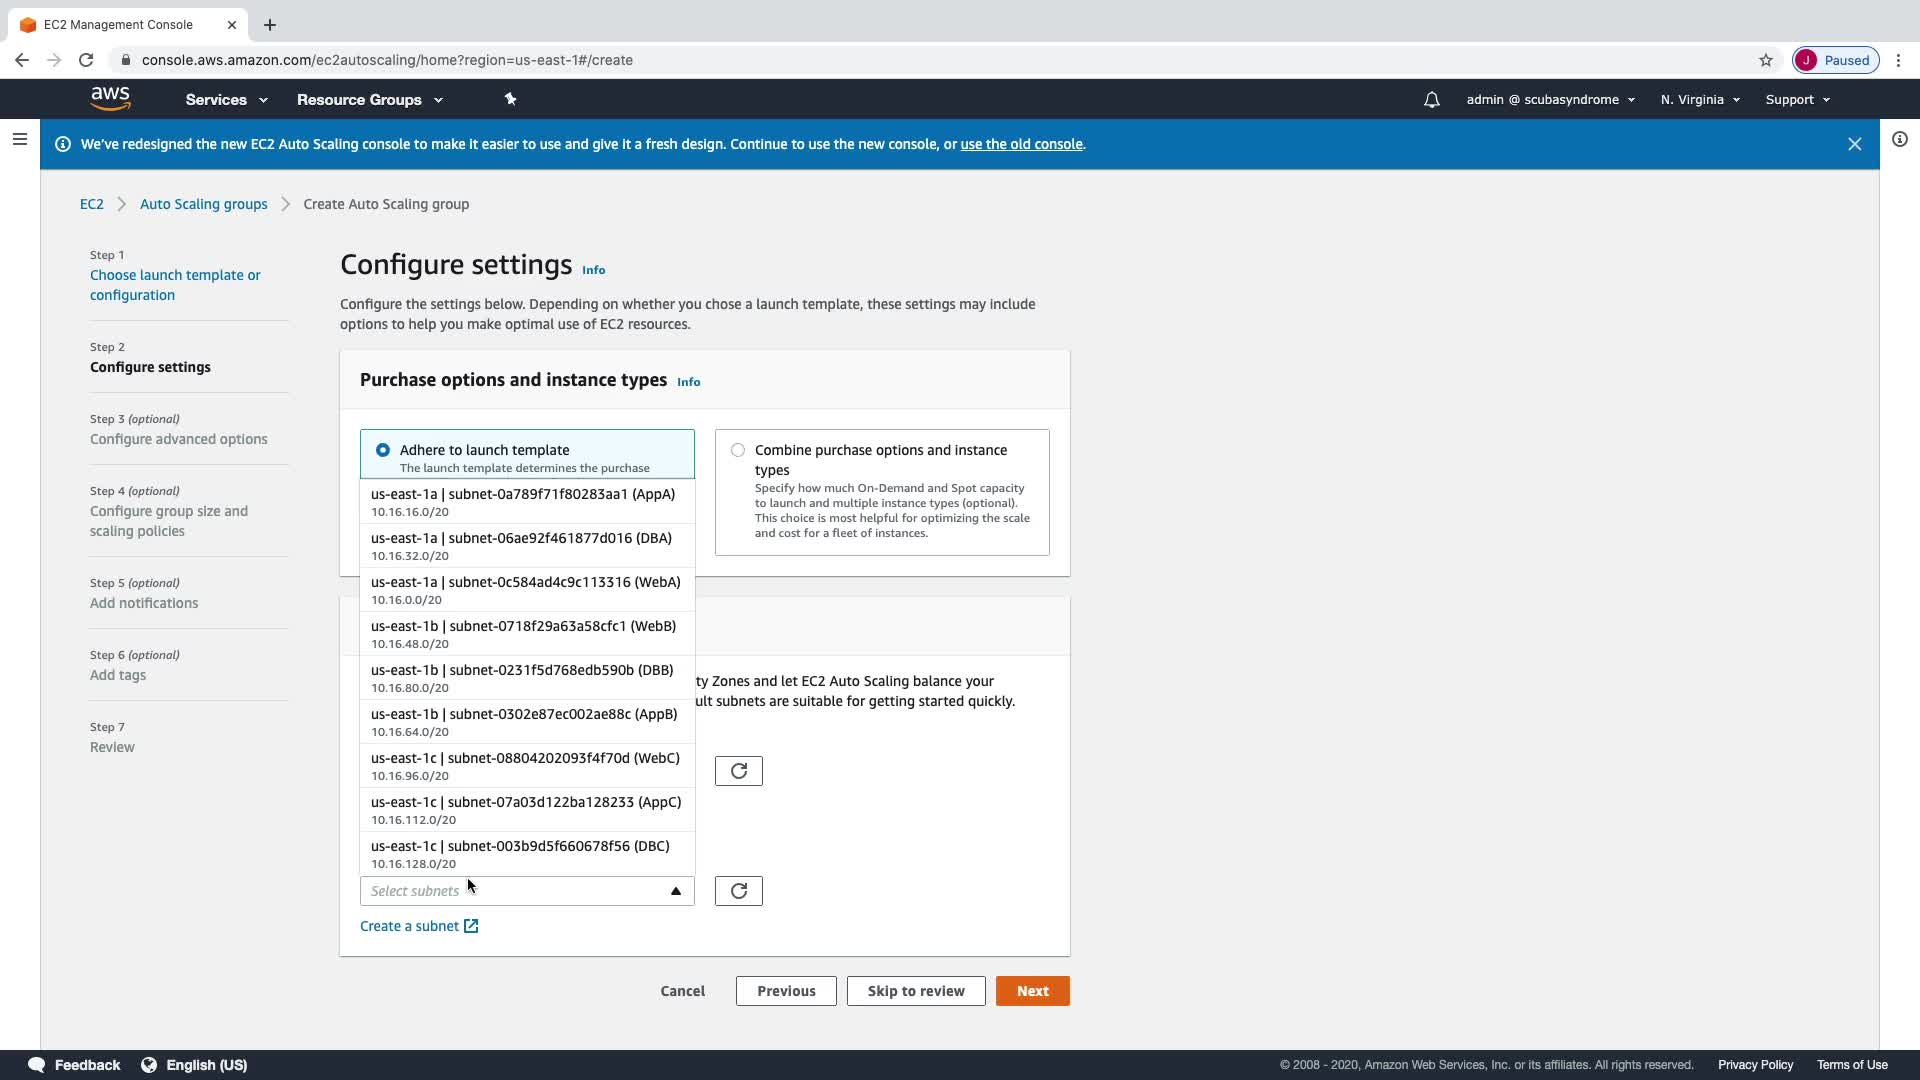 EC2 Management Console
console.aws.amazon.com/ec2autoscaling/home?region=us-east-1#/create
J Paused
aws
Services
Resource Groups
admin @ scubasyndrome
N. Virginia
Support
We've redesigned the new EC2 Auto Scaling console to make it easier to use and give it a fresh design. Continue to use the new console, or use the old console.
EC2
Auto Scaling groups
Create Auto Scaling group
Step 1
Choose launch template or
configuration
Step 2
Configure settings
Step 3 (optional)
Configure advanced options
Step 4 (optional)
Configure group size and
scaling policies
Step 5 (optional)
Add notifications
Step 6 (optional)
Add tags
Step 7
Review
Configure settings Info
Configure the settings below. Depending on whether you chose a launch template, these settings may include
options to help you make optimal use of EC2 resources.
Purchase options and instance types Info
Adhere to launch template
The launch template determines the purchase
Combine purchase options and instance
types
Specify how much On-Demand and Spot capacity
to launch and multiple instance types (optional).
This choice is most helpful for optimizing the scale
and cost for a fleet of instances.
us-east-1a | subnet-0a789f71f80283aa1 (AppA)
10.16.16.0/20
us-east-1a | subnet-06ae92f461877d016 (DBA)
10.16.32.0/20
us-east-1a | subnet-0c584ad4c9c113316 (WebA)
10.16.0.0/20
us-east-1b | subnet-0718f29a63a58cfc1 (WebB)
10.16.48.0/20
us-east-1b | subnet-0231f5d768edb590b (DBB)
10.16.80.0/20
us-east-1b | subnet-0302e87ec002ae88c (AppB)
10.16.64.0/20
us-east-1c | subnet-08804202093f4f70d (WebC)
10.16.96.0/20
us-east-1c | subnet-07a03d122ba128233 (AppC)
10.16.112.0/20
us-east-1c | subnet-003b9d5f660678f56 (DBC)
10.16.128.0/20
ty Zones and let EC2 Auto Scaling balance your
ult subnets are suitable for getting started quickly.
Select subnets
Create a subnet
Cancel
Previous
Skip to review
Next
Feedback
English (US)
© 2008 - 2020, Amazon Web Services, Inc. or its affiliates. All rights reserved.
Privacy Policy
Terms of Use